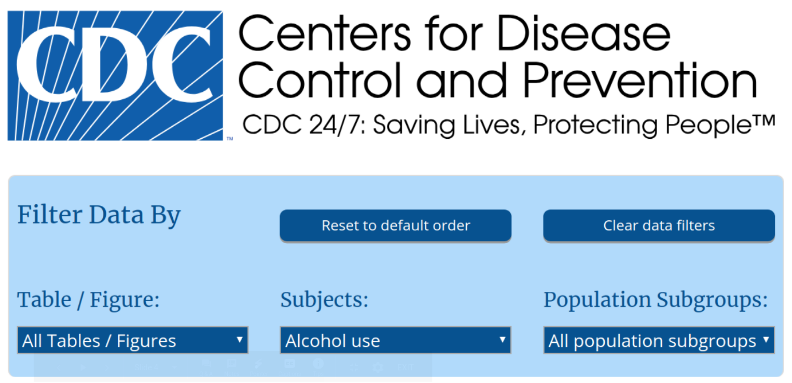 CDC
Centers for Disease
Control and Prevention
CDC 24/7: Saving Lives, Protecting People™
Filter Data By
Reset to default order
Clear data filters
Table / Figure:
Subjects:
Population Subgroups:
All Tables / Figures
Alcohol use
All population subgroups